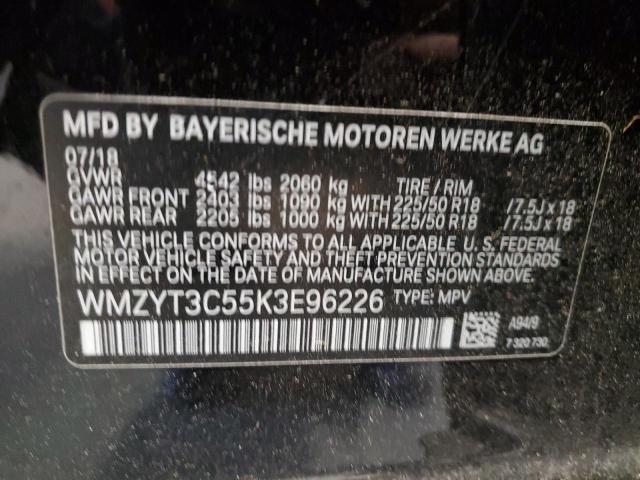 MFD BY BAYERISCHE MOTOREN WERKE AG
07/18
GVWR 4542 lbs 2060 kg TIRE / RIM
GAWR FRONT 2403 lbs 1090 kg WITH 225/50 R18 /7.5J x 18
GAWR REAR 2205 lbs 1000 kg WITH 225/50 R18 /7.5J x 18
THIS VEHICLE CONFORMS TO ALL APPLICABLE U.S. FEDERAL
MOTOR VEHICLE SAFETY AND THEFT PREVENTION STANDARDS
IN EFFECT ON THE DATE OF MANUFACTURE SHOWN ABOVE.
WMZYT3C55K3E96226 TYPE: MPV
A94/9
7 320 730